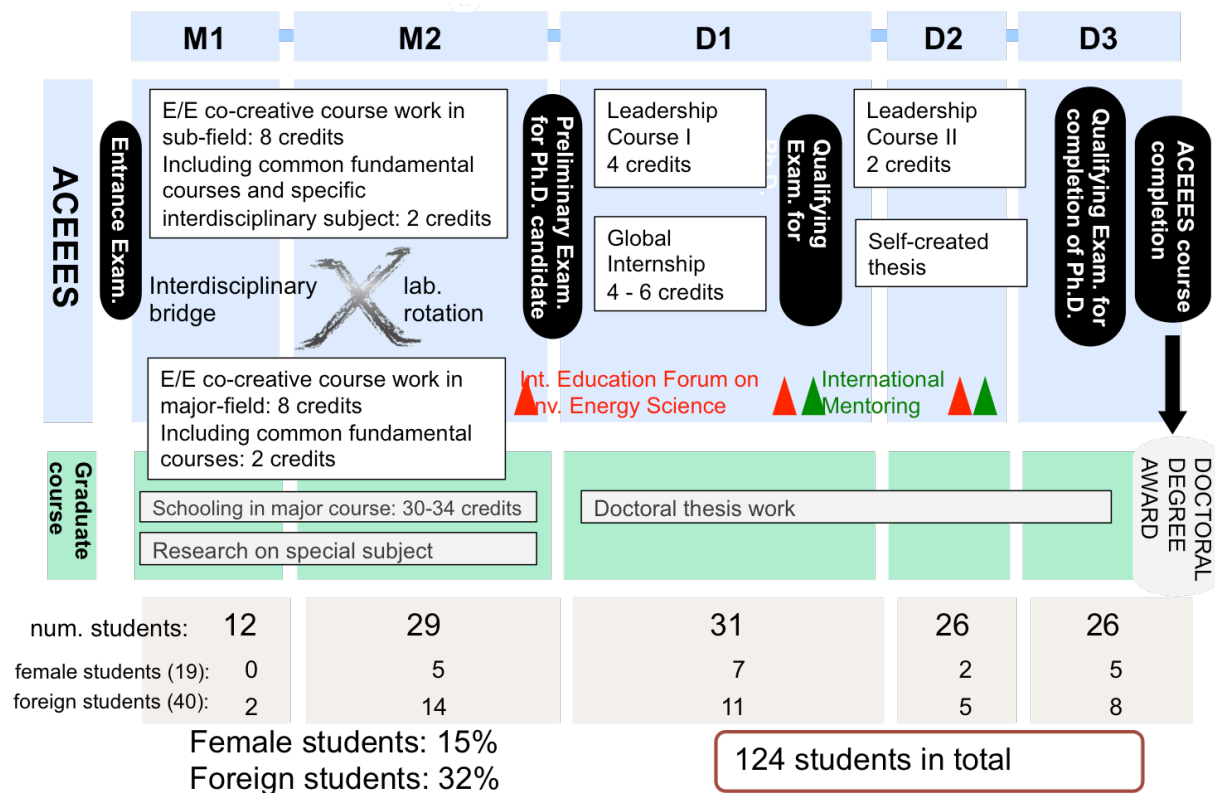 M1 M2 D1 D2 D3
ACEEES
Entrance Exam.
E/E co-creative course work in
sub-field: 8 credits
Including common fundamental
courses and specific
interdisciplinary subject: 2 credits
Interdisciplinary
bridge
X
lab.
rotation
E/E co-creative course work in
major-field: 8 credits
Including common fundamental
courses: 2 credits
Preliminary Exam.
for Ph.D. candidate
Leadership
Course I
4 credits
Global
Internship
4 - 6 credits
Qualifying
Exam. for
Ph.D.
Leadership
Course II
2 credits
Self-created
thesis
Qualifying Exam. for
completion of Ph.D.
ACEEES course
completion
Int. Education Forum on
nv. Energy Science
International
Mentoring
Graduate
course
Schooling in major course: 30-34 credits
Research on special subject
Doctoral thesis work
DOCTORAL
DEGREE
AWARD
num. students: 12 29 31 26 26
female students (19): 0 5 7 2 5
foreign students (40): 2 14 11 5 8
Female students: 15%
Foreign students: 32%
124 students in total